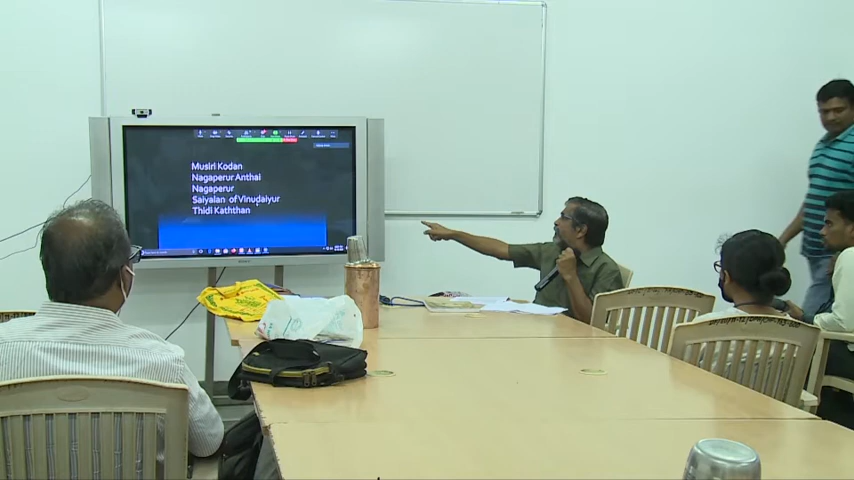 Musiri Kodan
Nagaperur Anthai
Nagaperur
Saiyalan of Vinudaiyur
Thidi Kaththan